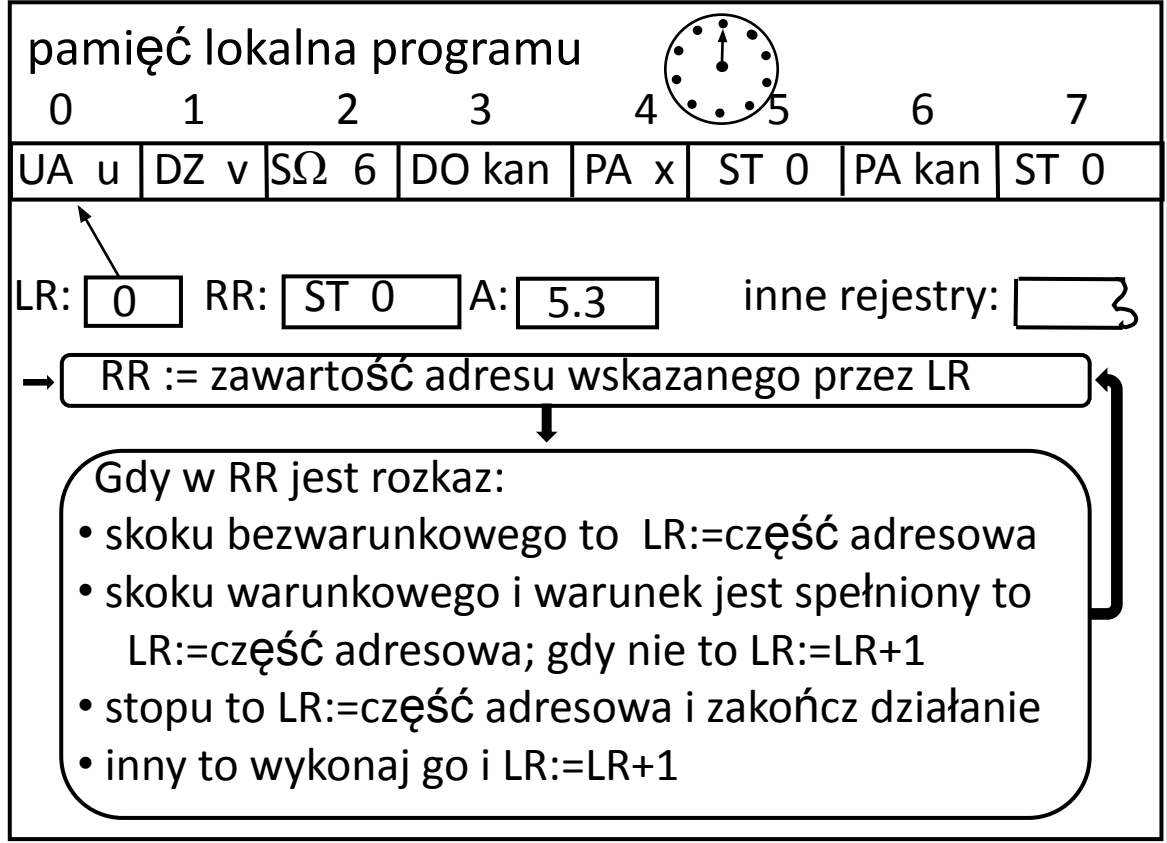 pamięć lokalna programu
0 1 2 3 4 5 6 7
UA u DZ v SΩ 6 DO kan PA x ST 0 PA kan ST 0
LR: 0 RR: ST 0 A: 5.3 inne rejestry:
RR := zawartość adresu wskazanego przez LR
Gdy w RR jest rozkaz:
• skoku bezwarunkowego to LR:=część adresowa
• skoku warunkowego i warunek jest spełniony to
LR:=część adresowa; gdy nie to LR:=LR+1
• stopu to LR:=część adresowa i zakończ działanie
• inny to wykonaj go i LR:=LR+1